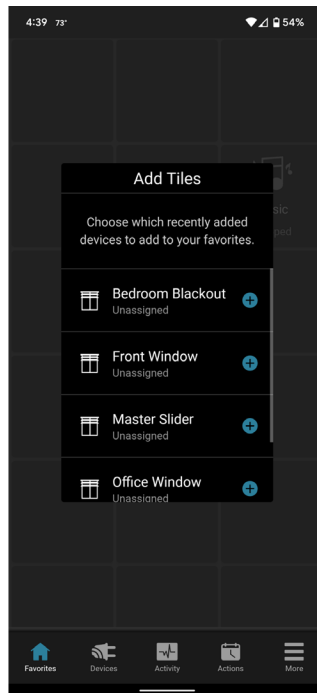 4:39 73° 54%
Add Tiles
Choose which recently added
devices to add to your favorites.
Bedroom Blackout
Unassigned
Front Window
Unassigned
Master Slider
Unassigned
Office Window
Unassigned
Favorites Devices Activity Actions More